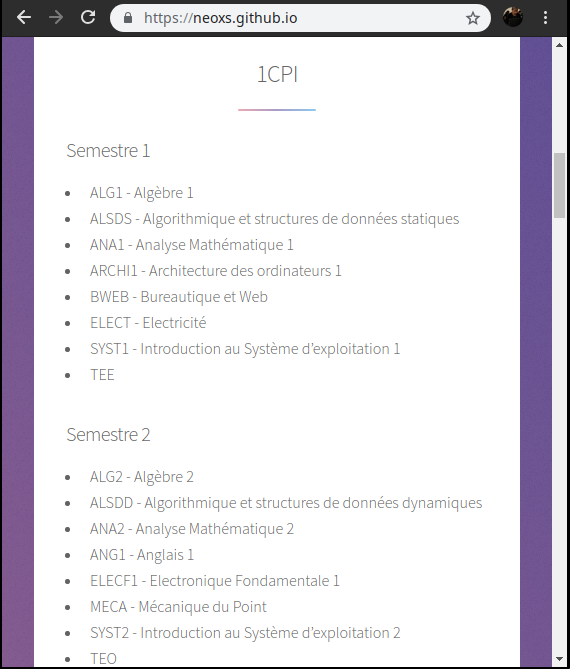 https://neoxs.github.io
1CPI
Semestre 1
ALG1 - Algèbre 1
ALSDS - Algorithmique et structures de données statiques
ANA1 - Analyse Mathématique 1
ARCHI1 - Architecture des ordinateurs 1
BWEB - Bureautique et Web
ELECT - Electricité
SYST1 - Introduction au Système d’exploitation 1
TEE
Semestre 2
ALG2 - Algèbre 2
ALSDD - Algorithmique et structures de données dynamiques
ANA2 - Analyse Mathématique 2
ANG1 - Anglais 1
ELECF1 - Electronique Fondamentale 1
MECA - Mécanique du Point
SYST2 - Introduction au Système d’exploitation 2
TEO